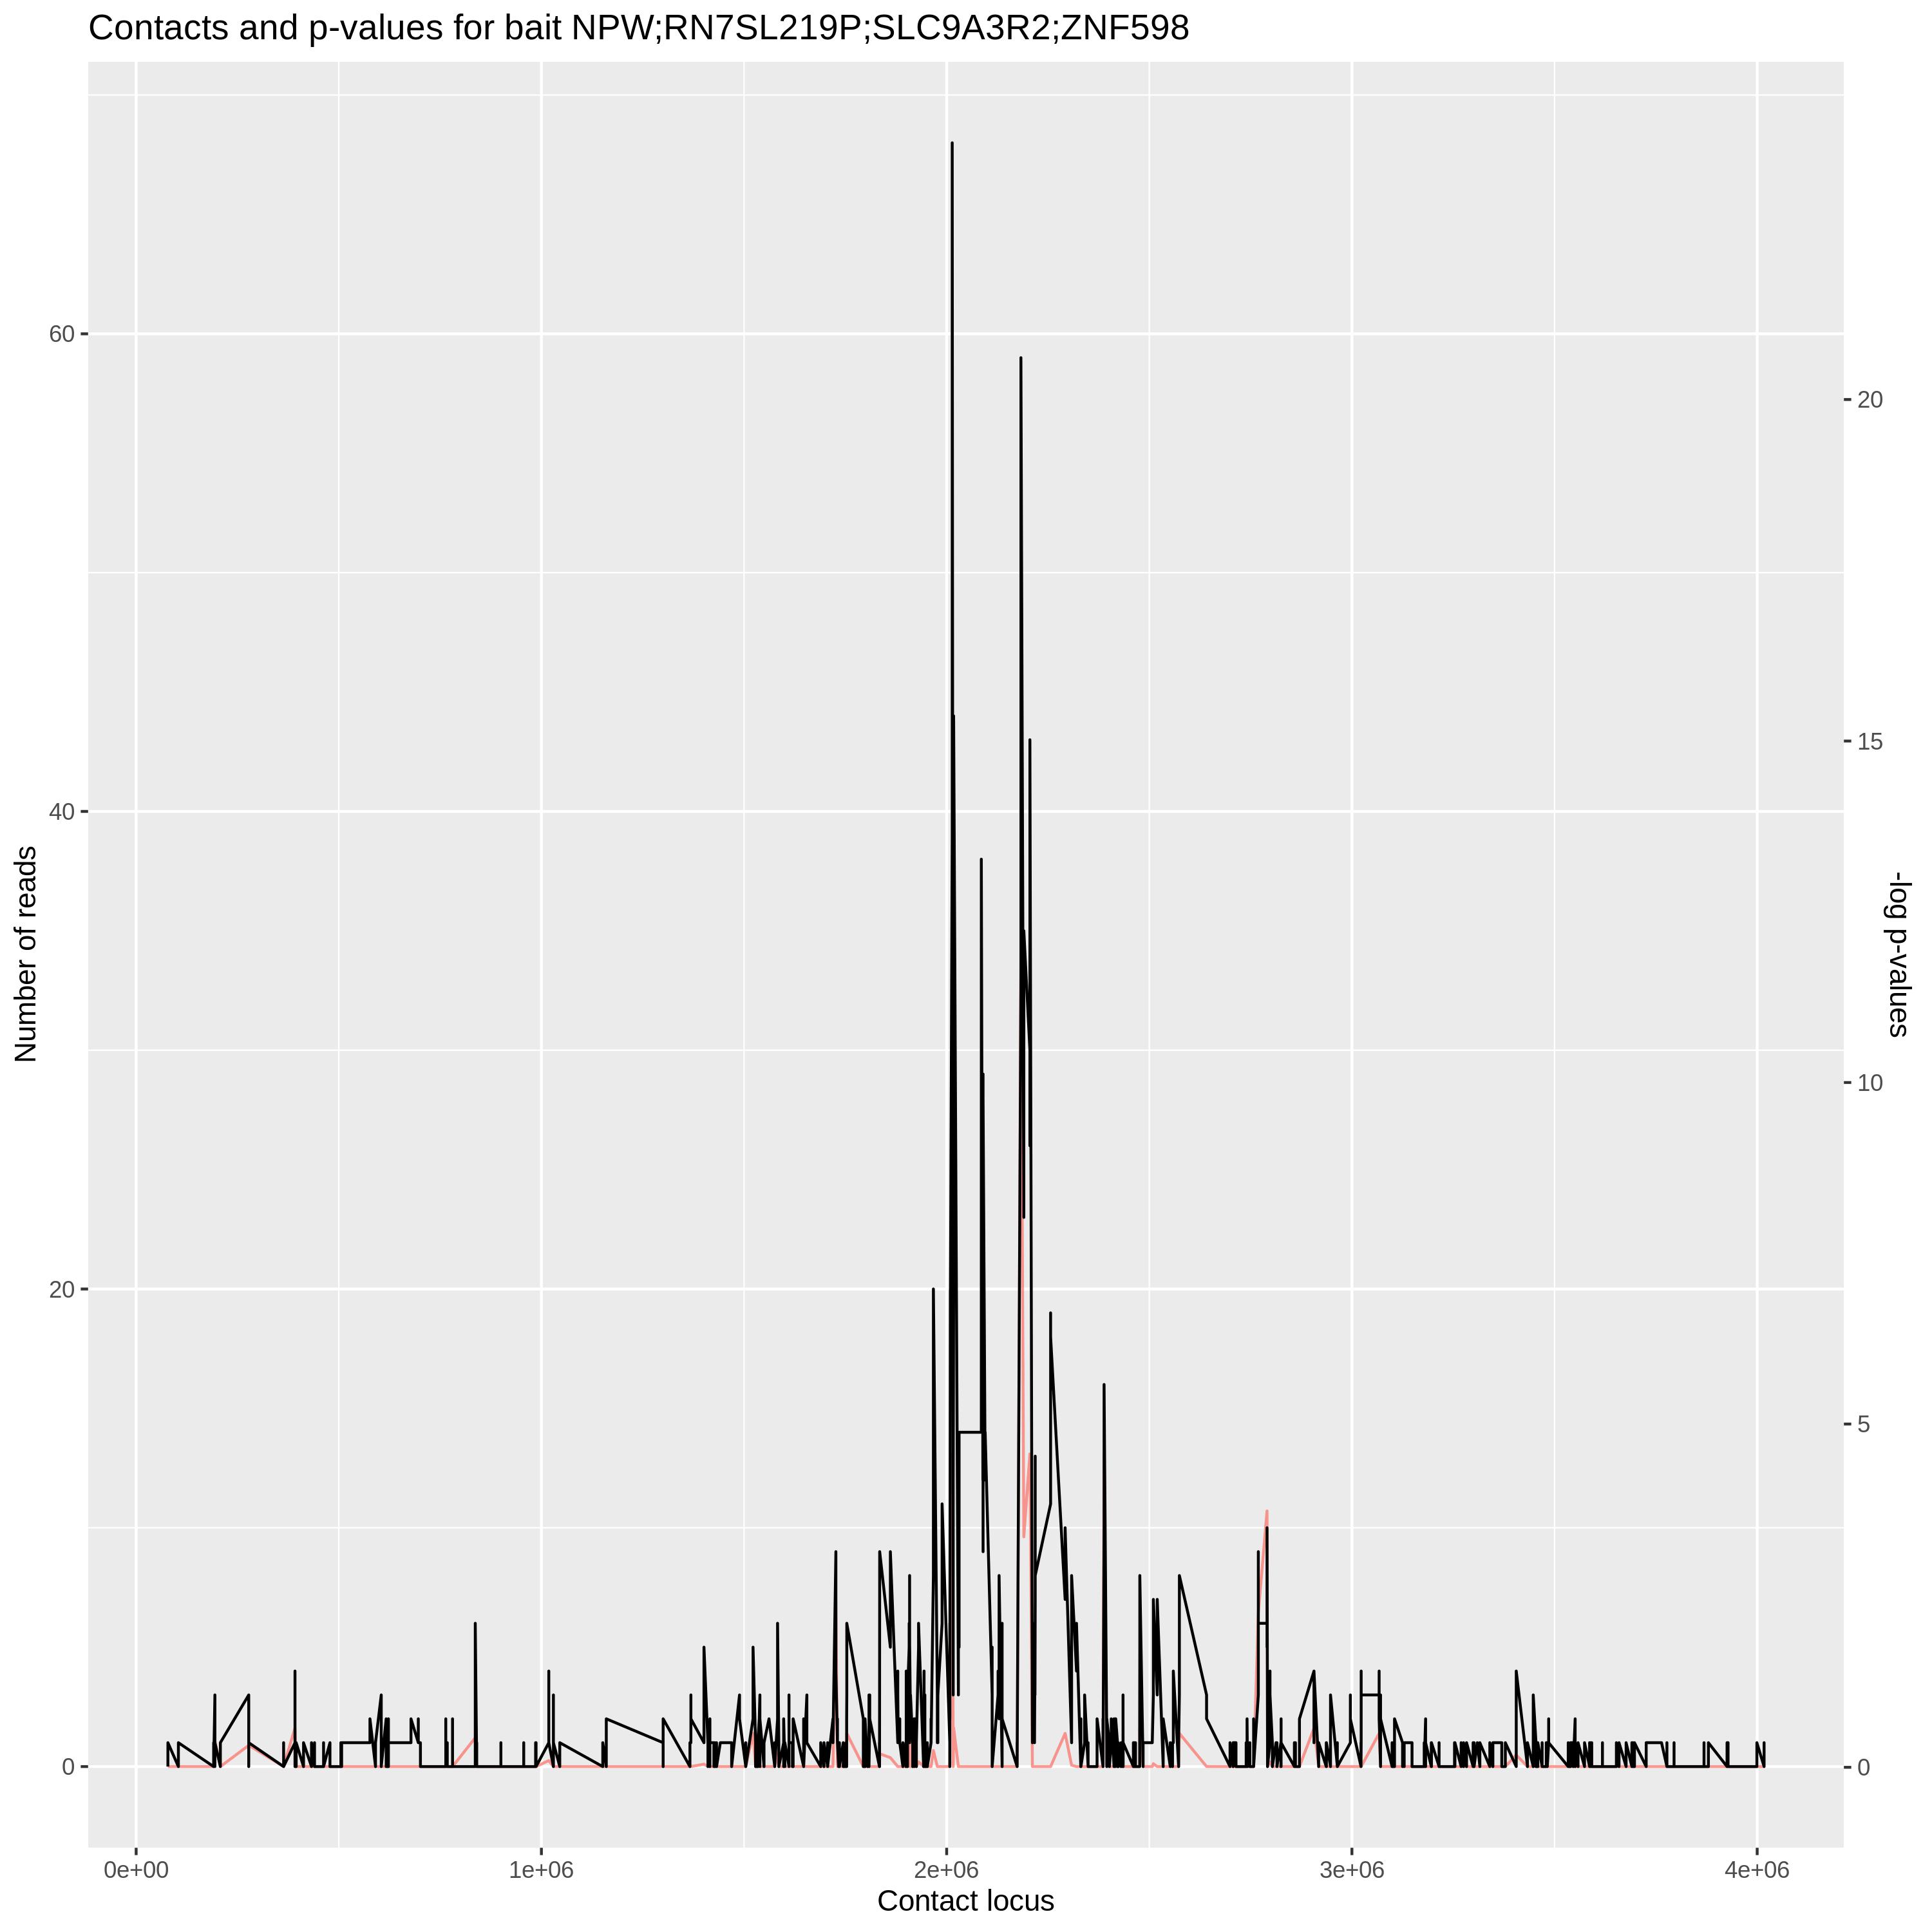 Contacts and p-values for bait NPW;RN7SL219P;SLC9A3R2;ZNF598
60
40
20
0
Number of reads
20
15
10
5
0
-log p-values
0e+00 1e+06 2e+06 3e+06 4e+06
Contact locus